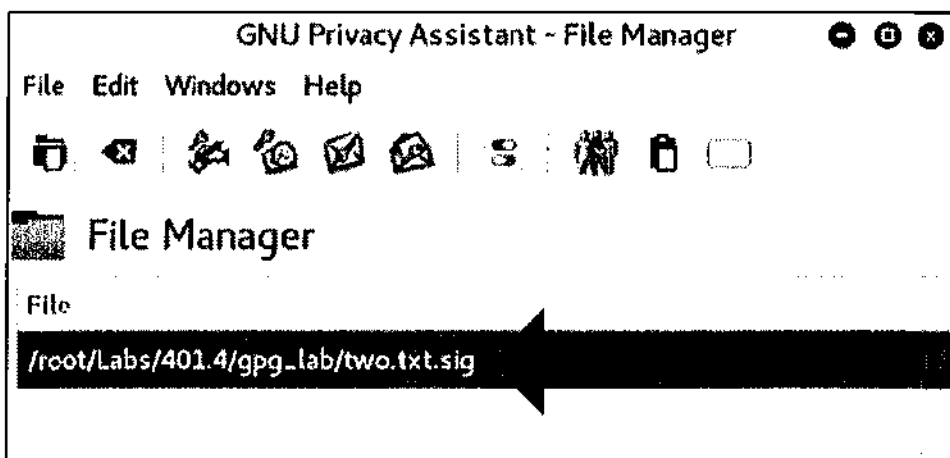 GNU Privacy Assistant - File Manager
File Edit Windows Help
File Manager
File
/root/Labs/401.4/gpg_lab/two.txt.sig